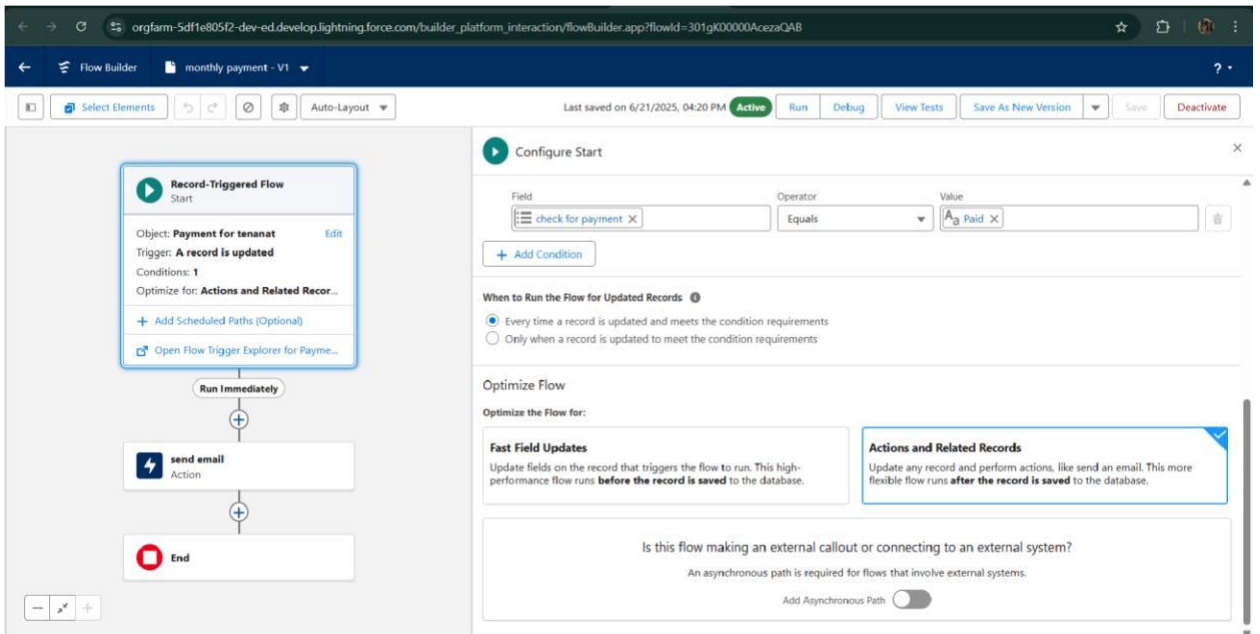 orgfarm-5df1e805f2-dev-ed.develop.lightning.force.com/builder_platform_interaction/flowBuilder.app?flowId=301gK00000AcezaQAB
Flow Builder
monthly payment - V1
?
Select Elements
Auto-Layout
Last saved on 6/21/2025, 04:20 PM
Active
Run
Debug
View Tests
Save As New Version
Save
Deactivate
Record-Triggered Flow
Start
Object: Payment for tenanat
Edit
Trigger: A record is updated
Conditions: 1
Optimize for: Actions and Related Recor...
+ Add Scheduled Paths (Optional)
Open Flow Trigger Explorer for Payme...
Run Immediately
send email
Action
End
Configure Start
Field
Operator
Value
check for payment
Equals
Aa Paid
+ Add Condition
When to Run the Flow for Updated Records
Every time a record is updated and meets the condition requirements
Only when a record is updated to meet the condition requirements
Optimize Flow
Optimize the Flow for:
Fast Field Updates
Update fields on the record that triggers the flow to run. This high-
performance flow runs before the record is saved to the database.
Actions and Related Records
Update any record and perform actions, like send an email. This more
flexible flow runs after the record is saved to the database.
Is this flow making an external callout or connecting to an external system?
An asynchronous path is required for flows that involve external systems.
Add Asynchronous Path